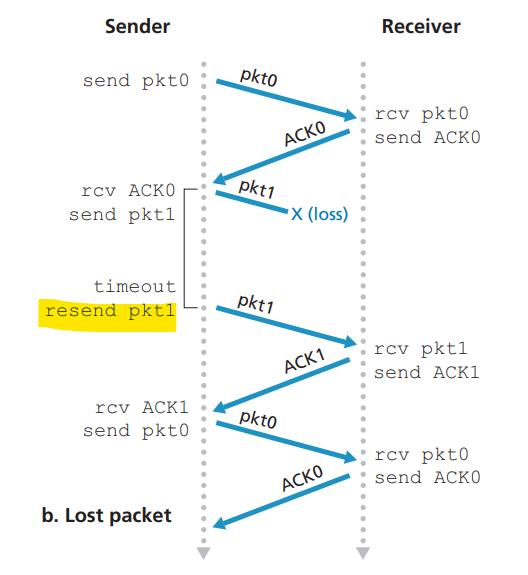 Sender Receiver
send pkt0
pkt0
rcv pkt0
send ACK0
ACK0
rcv ACK0
send pkt1
pkt1
X (loss)
timeout
resend pkt1
pkt1
rcv pkt1
send ACK1
ACK1
rcv ACK1
send pkt0
pkt0
rcv pkt0
send ACK0
ACK0
b. Lost packet